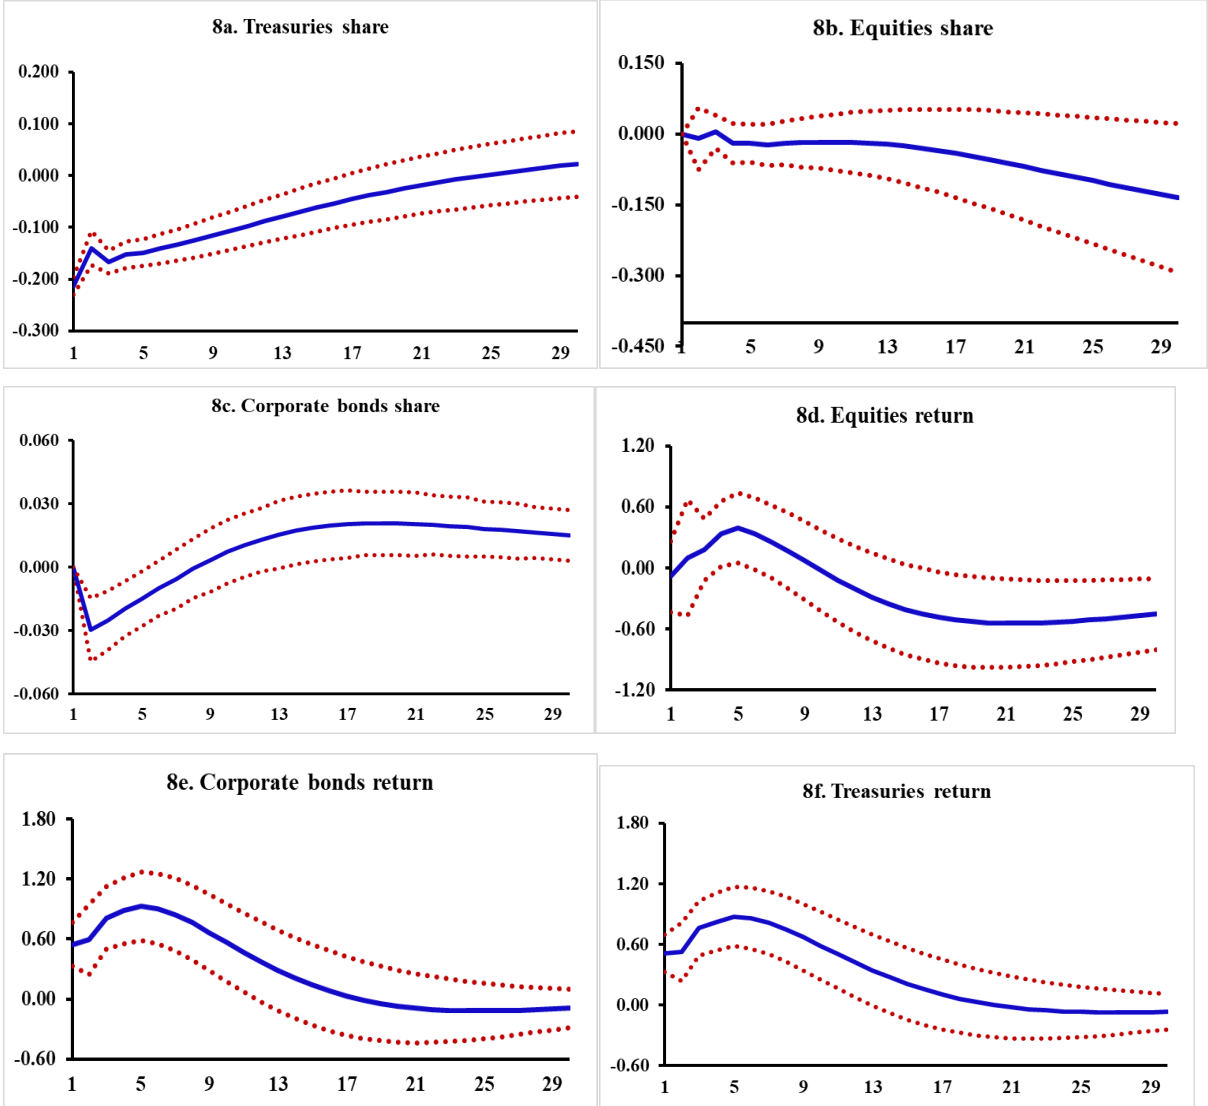 8a. Treasuries share
0.200
0.100
0.000
-0.100
-0.200
-0.300
1 5 9 13 17 21 25 29
8b. Equities share
0.150
0.000
-0.150
-0.300
-0.450
1 5 9 13 17 21 25 29
8c. Corporate bonds share
0.060
0.030
0.000
-0.030
-0.060
1 5 9 13 17 21 25 29
8d. Equities return
1.20
0.60
0.00
-0.60
-1.20
1 5 9 13 17 21 25 29
8e. Corporate bonds return
1.80
1.20
0.60
0.00
-0.60
1 5 9 13 17 21 25 29
8f. Treasuries return
1.80
1.20
0.60
0.00
-0.60
1 5 9 13 17 21 25 29